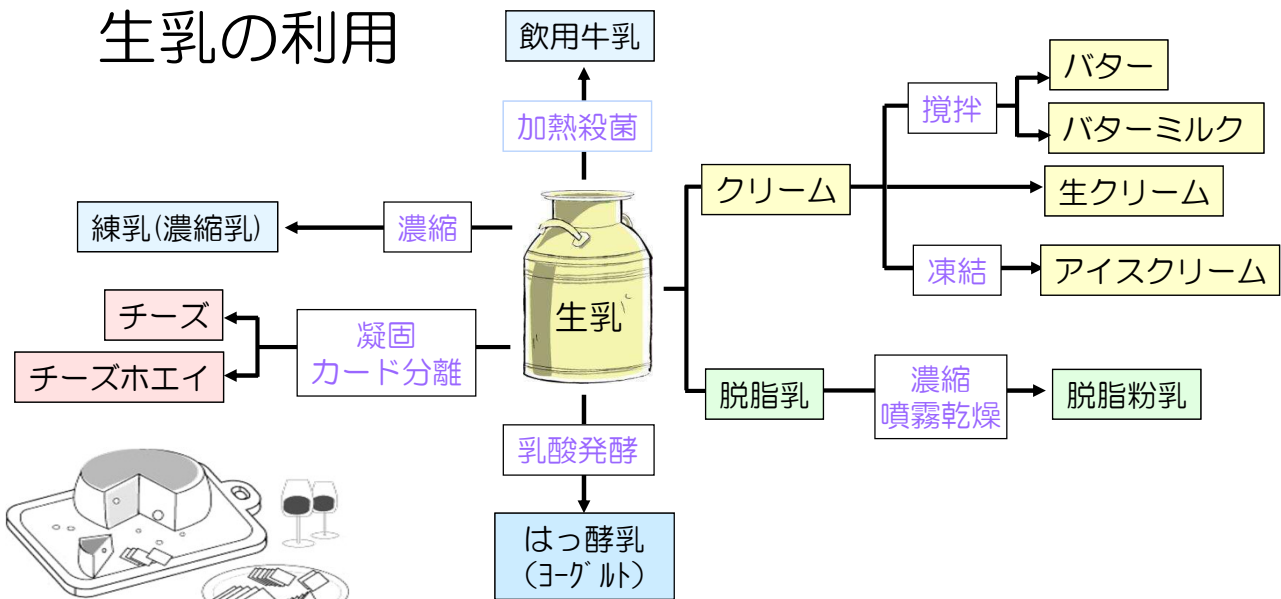 生乳の利用
飲用牛乳
加熱殺菌
バター
撹拌
バターミルク
クリーム
生クリーム
練乳(濃縮乳)
濃縮
凍結
アイスクリーム
生乳
チーズ
凝固
カード分離
チーズホエイ
脱脂乳
濃縮
噴霧乾燥
脱脂粉乳
乳酸発酵
はっ酵乳
(ヨーグルト)